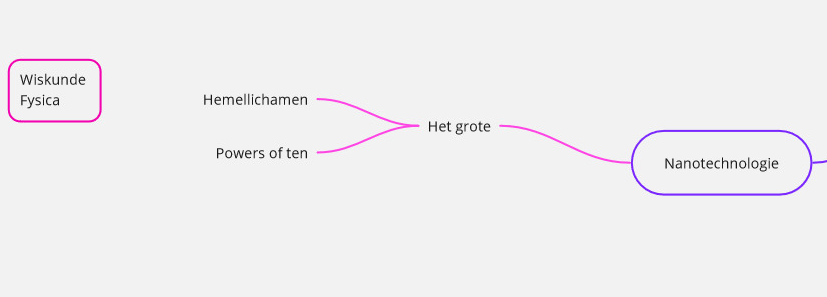 Wiskunde
Fysica
Hemellichamen
Powers of ten
Het grote
Nanotechnologie